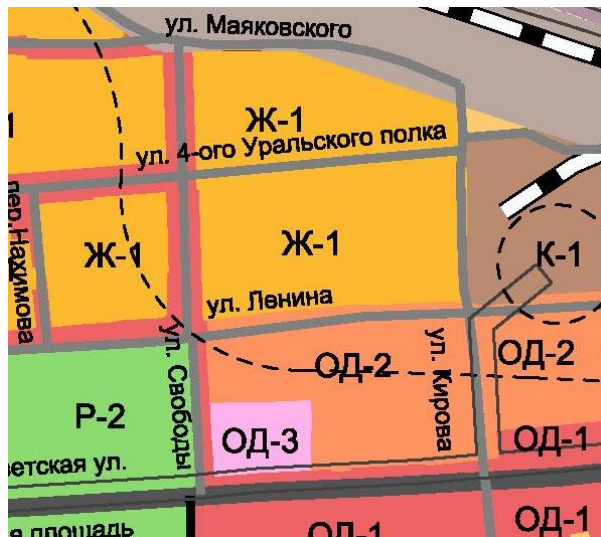 ул. Маяковского
Ж-1
ул. 4-ого Уральского полка
пер.Нахимова
Ж-1
Ж-1
К-1
ул. Ленина
ул. Свободы
ОД-2
ул. Кирова
ОД-2
Р-2
ОД-3
ОД-1
ветская ул.
площадь
ОД-1
ОД-1